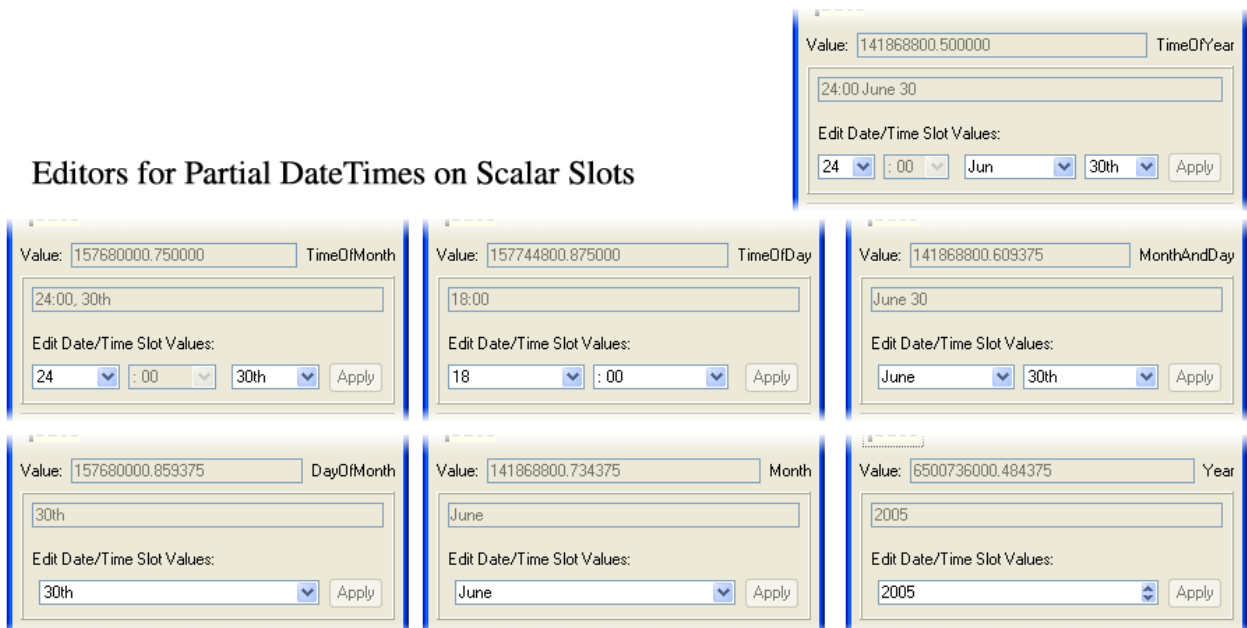 Value: 141868800.500000 TimeOfYear
24:00 June 30
Edit Date/Time Slot Values:
24 : 00 Jun 30th Apply
Editors for Partial DateTimes on Scalar Slots
Value: 157680000.750000 TimeOfMonth
24:00, 30th
Edit Date/Time Slot Values:
24 : 00 30th Apply
Value: 157744800.875000 TimeOfDay
18:00
Edit Date/Time Slot Values:
18 : 00 Apply
Value: 141868800.609375 MonthAndDay
June 30
Edit Date/Time Slot Values:
June 30th Apply
Value: 157680000.859375 DayOfMonth
30th
Edit Date/Time Slot Values:
30th Apply
Value: 141868800.734375 Month
June
Edit Date/Time Slot Values:
June Apply
Value: 6500736000.484375 Year
2005
Edit Date/Time Slot Values:
2005 Apply